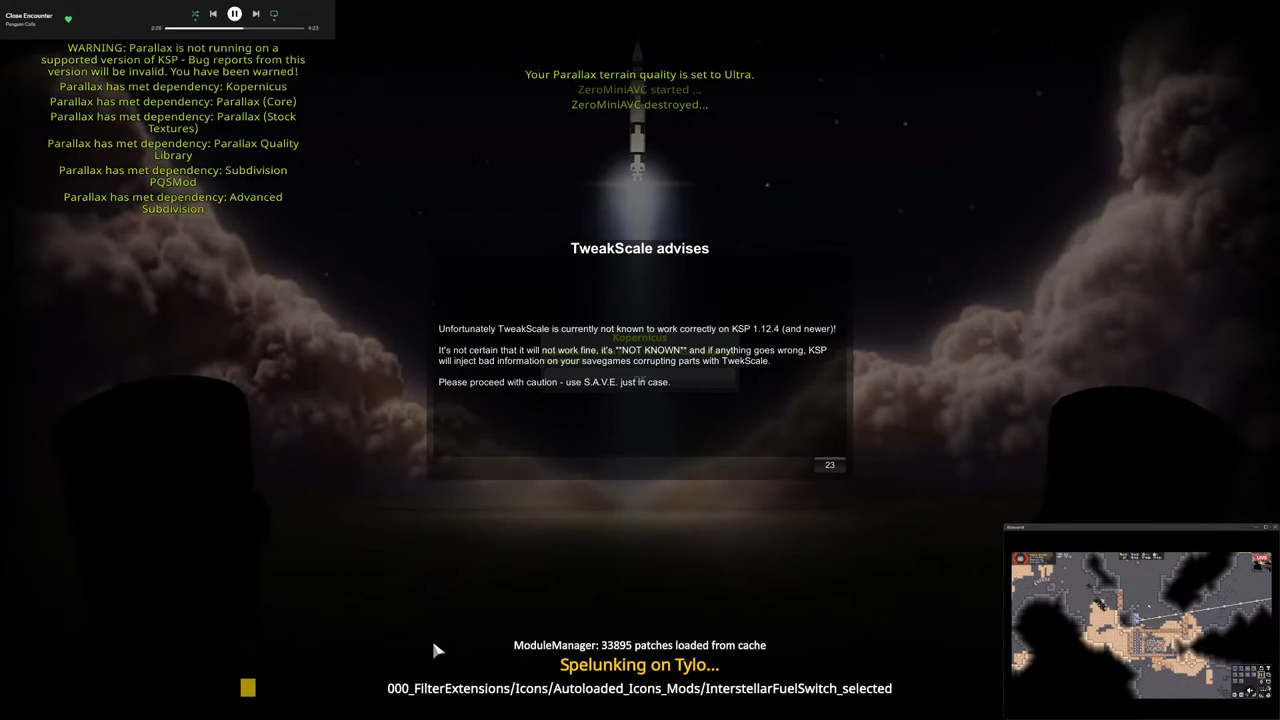 Close Encounter
Penguin Cafe
2:28
4:23
WARNING: Parallax is not running on a
supported version of KSP - Bug reports from this
version will be invalid. You have been warned!
Parallax has met dependency: Kopernicus
Parallax has met dependency: Parallax (Core)
Parallax has met dependency: Parallax (Stock
Textures)
Parallax has met dependency: Parallax Quality
Library
Parallax has met dependency: Subdivision
PQSMod
Parallax has met dependency: Advanced
Subdivision
Your Parallax terrain quality is set to Ultra.
ZeroMiniAVC started ...
ZeroMiniAVC destroyed...
TweakScale advises
Unfortunately TweakScale is currently not known to work correctly on KSP 1.12.4 (and newer)!
Kopernicus
It's not certain that it will not work fine, it's **NOT KNOWN** and if anything goes wrong, KSP
will inject bad information on your savegames corrupting parts with TwekScale.
Please proceed with caution - use S.A.V.E. just in case.
23
LIVE
ModuleManager: 33895 patches loaded from cache
Spelunking on Tylo...
000_FilterExtensions/Icons/Autoloaded_Icons_Mods/InterstellarFuelSwitch_selected